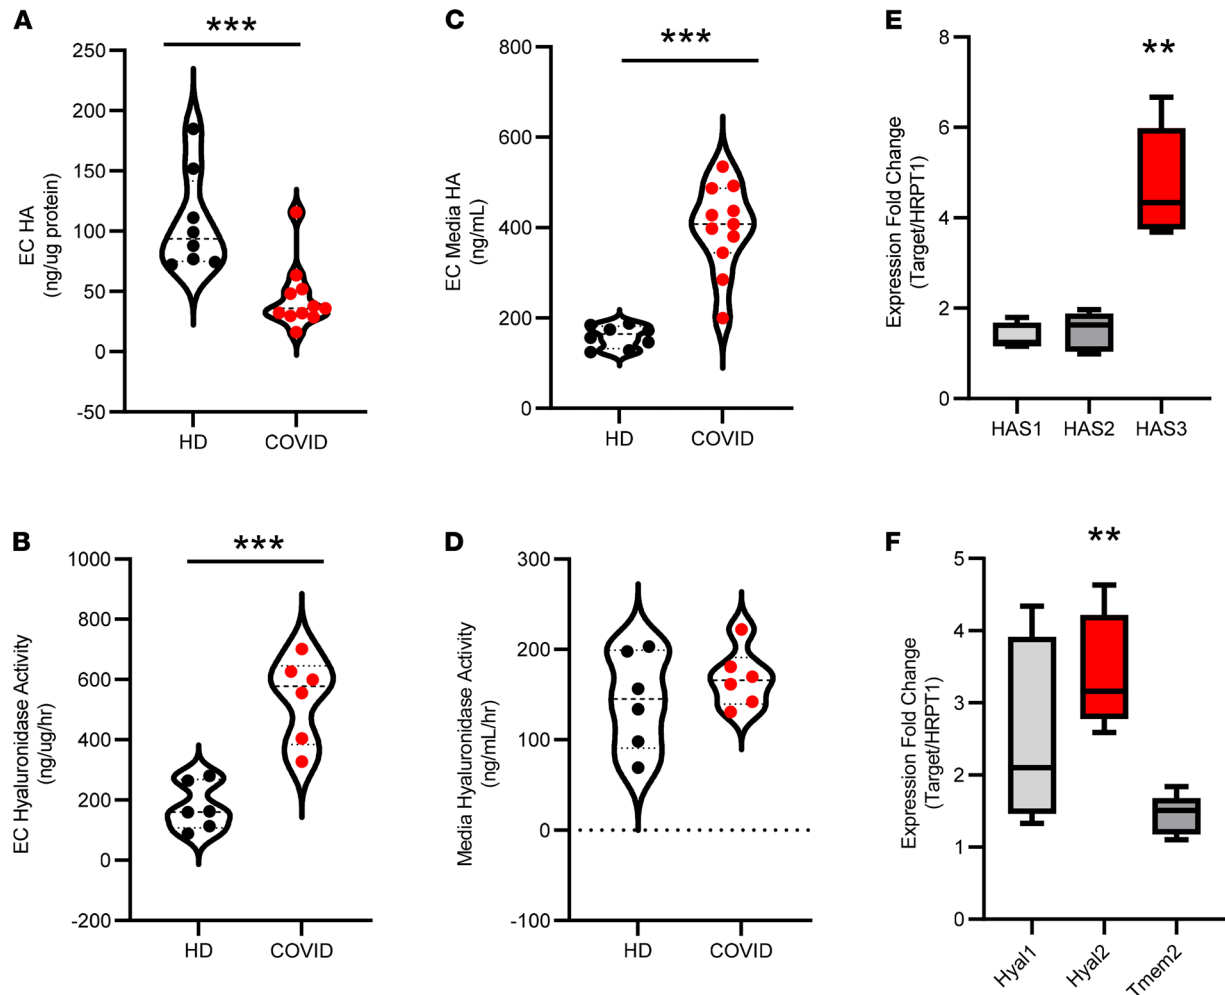 A
***
EC HA
(ng/ug protein)
250
200
150
100
50
0
-50
HD
COVID
C
***
EC Media HA
(ng/mL)
800
600
400
200
0
HD
COVID
E
**
Expression Fold Change
(Target/HRPT1)
8
6
4
2
0
HAS1
HAS2
HAS3
B
***
EC Hyaluronidase Activity
(ng/ug/hr)
1000
800
600
400
200
0
-200
HD
COVID
D
Media Hyaluronidase Activity
(ng/mL/hr)
300
200
100
0
-100
HD
COVID
F
**
Expression Fold Change
(Target/HRPT1)
5
4
3
2
1
0
Hyal1
Hyal2
Tmem2